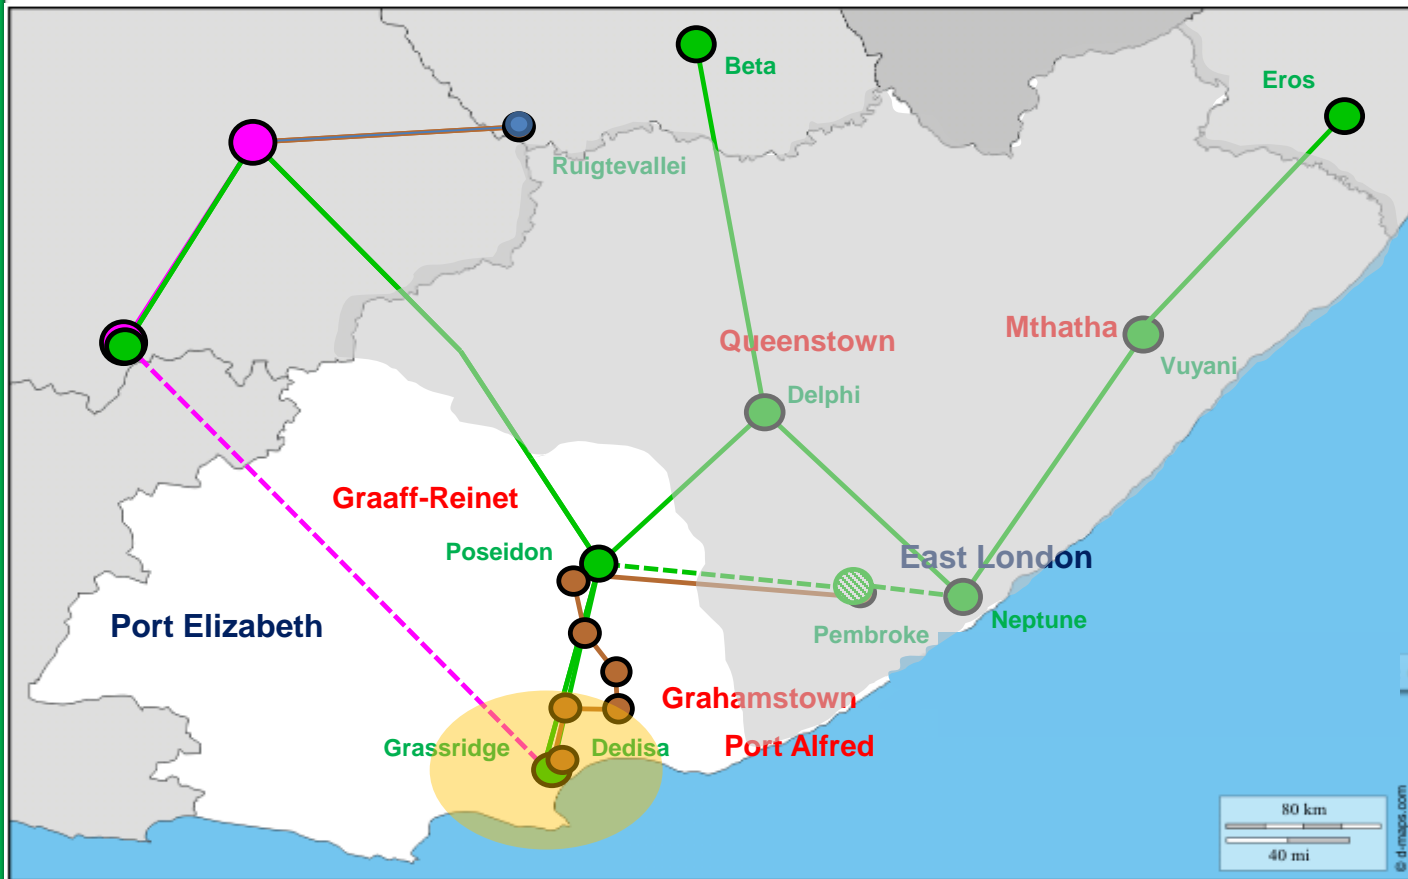 Beta
Eros
Ruigtevallei
Queenstown
Mthatha
Vuyani
Delphi
Graaff-Reinet
Poseidon
East London
Port Elizabeth
Neptune
Pembroke
Grahamstown
Grassridge
Dedisa
Port Alfred
80 km
40 mi
© d-maps.com